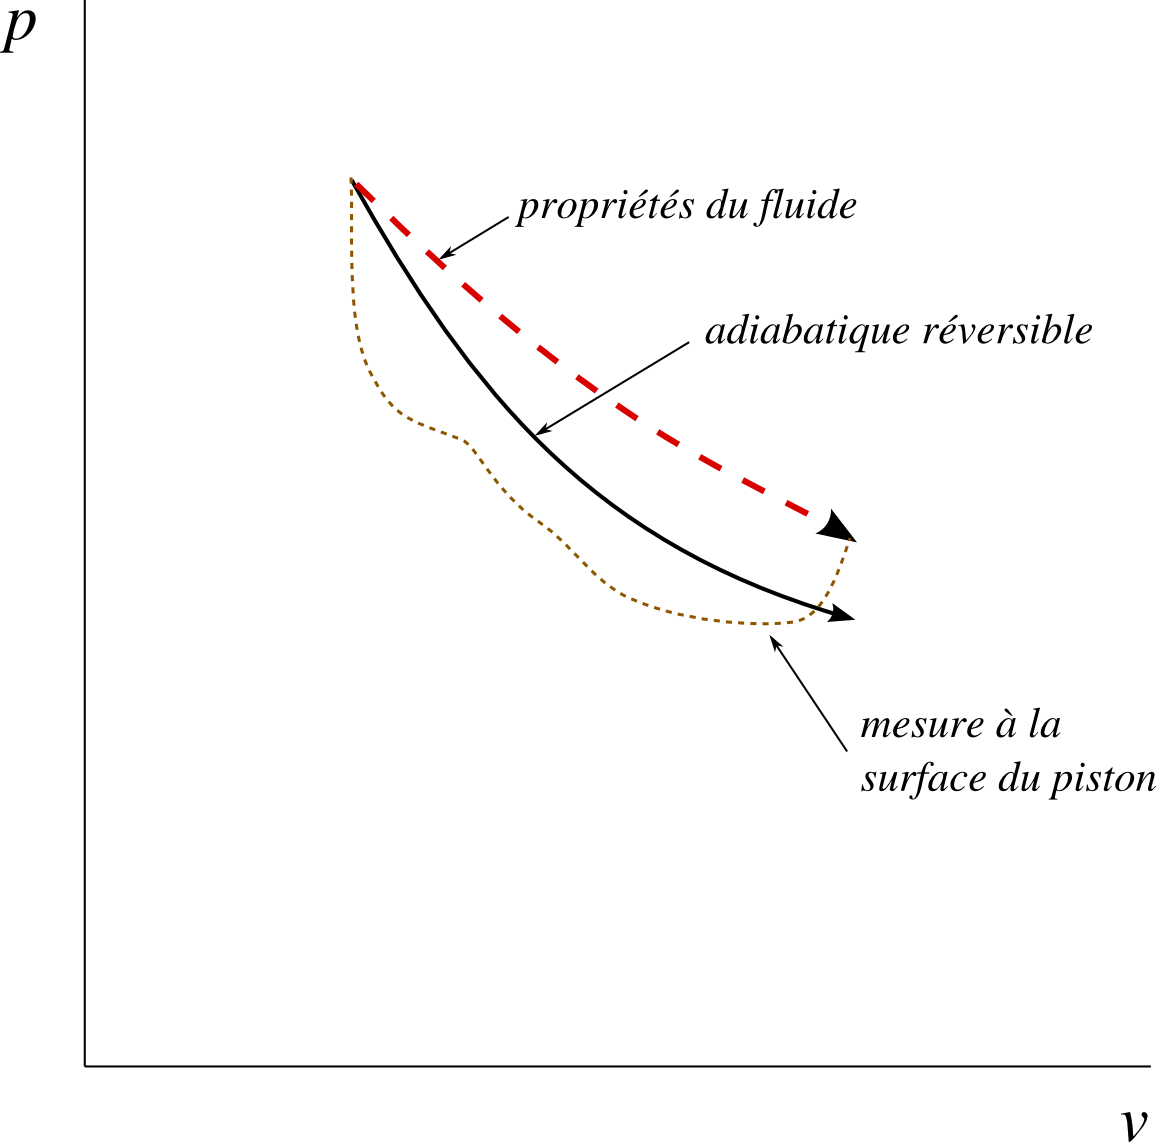 p
propriétés du fluide
adiabatique réversible
mesure à la
surface du piston
v